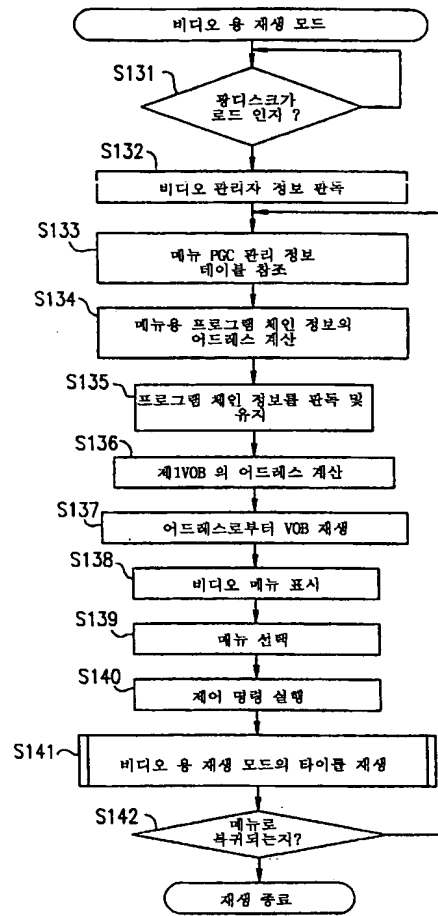 비디오 용 재생 모드
S131
광디스크가
로드 인자 ?
S132
비디오 관리자 정보 판독
S133
메뉴 PGC 관리 정보
테이블 참조
S134
메뉴용 프로그램 체인 정보의
어드레스 계산
S135
프로그램 체인 정보를 판독 및
유지
S136
제1VOB 의 어드레스 계산
S137
어드레스로부터 VOB 재생
S138
비디오 메뉴 표시
S139
메뉴 선택
S140
제어 명령 실행
S141
비디오 용 재생 모드의 타이틀 재생
S142
메뉴로
복귀되는지?
재생 종료